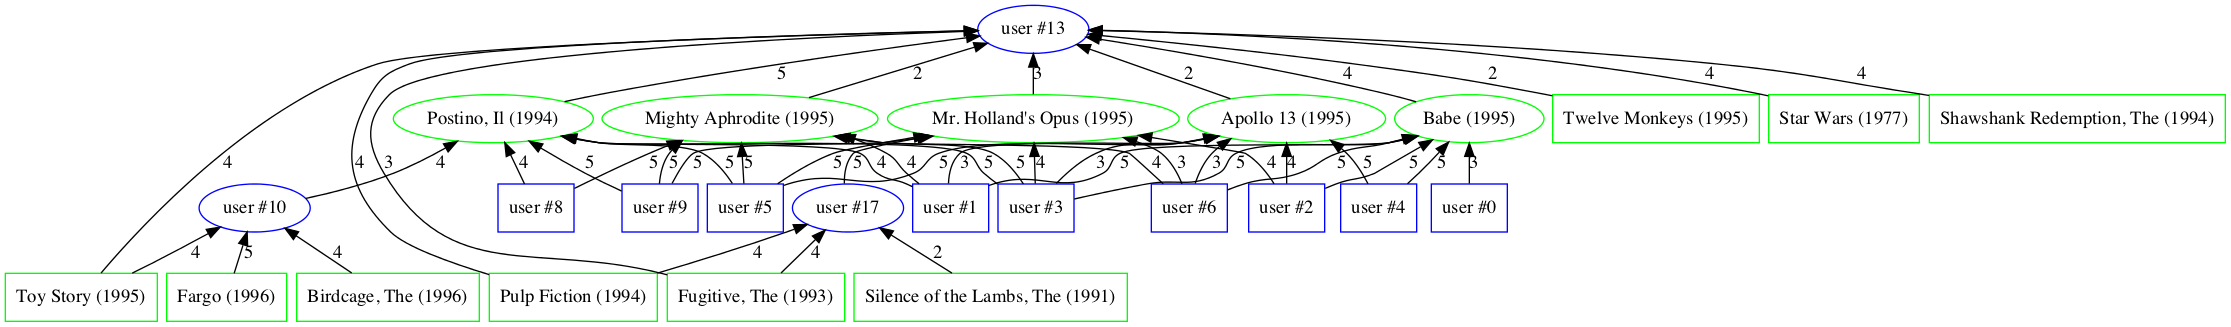 user #13
5
2
3
2
4
2
4
4
Postino, Il (1994)
Mighty Aphrodite (1995)
Mr. Holland's Opus (1995)
Apollo 13 (1995)
Babe (1995)
Twelve Monkeys (1995)
Star Wars (1977)
Shawshank Redemption, The (1994)
4
4
3
4
4
5
5
5
5
5
5
5
5
4
3
4
5
5
4
3
5
4
3
3
5
4
4
5
5
5
3
user #10
user #8
user #9
user #5
user #17
user #1
user #3
user #6
user #2
user #4
user #0
4
5
4
4
4
2
Toy Story (1995)
Fargo (1996)
Birdcage, The (1996)
Pulp Fiction (1994)
Fugitive, The (1993)
Silence of the Lambs, The (1991)